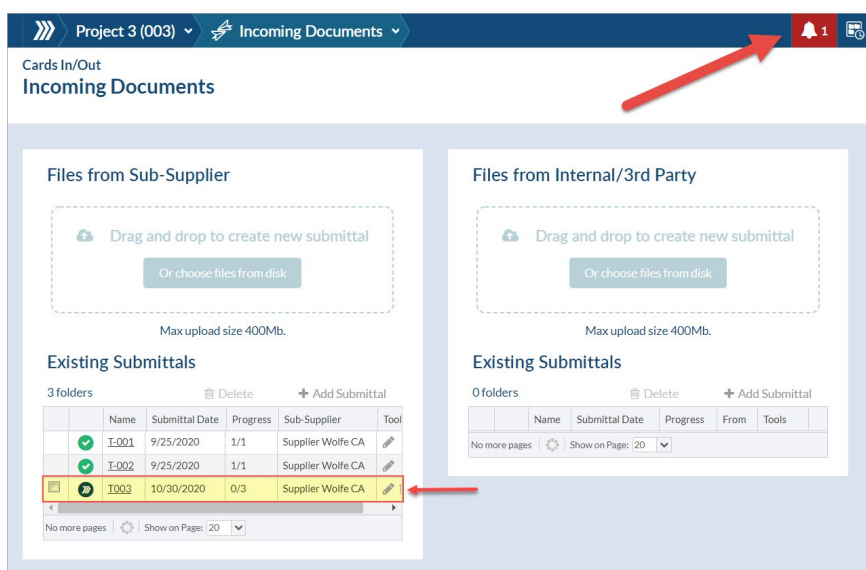 Project 3 (003) Incoming Documents 1
Cards In/Out
Incoming Documents
Files from Sub-Supplier
Drag and drop to create new submittal
Or choose files from disk
Max upload size 400Mb.
Existing Submittals
3 folders Delete + Add Submittal
Name Submittal Date Progress Sub-Supplier Tool
T-001 9/25/2020 1/1 Supplier Wolfe CA
T-002 9/25/2020 1/1 Supplier Wolfe CA
T003 10/30/2020 0/3 Supplier Wolfe CA
No more pages Show on Page: 20
Files from Internal/3rd Party
Drag and drop to create new submittal
Or choose files from disk
Max upload size 400Mb.
Existing Submittals
0 folders Delete + Add Submittal
Name Submittal Date Progress From Tools
No more pages Show on Page: 20